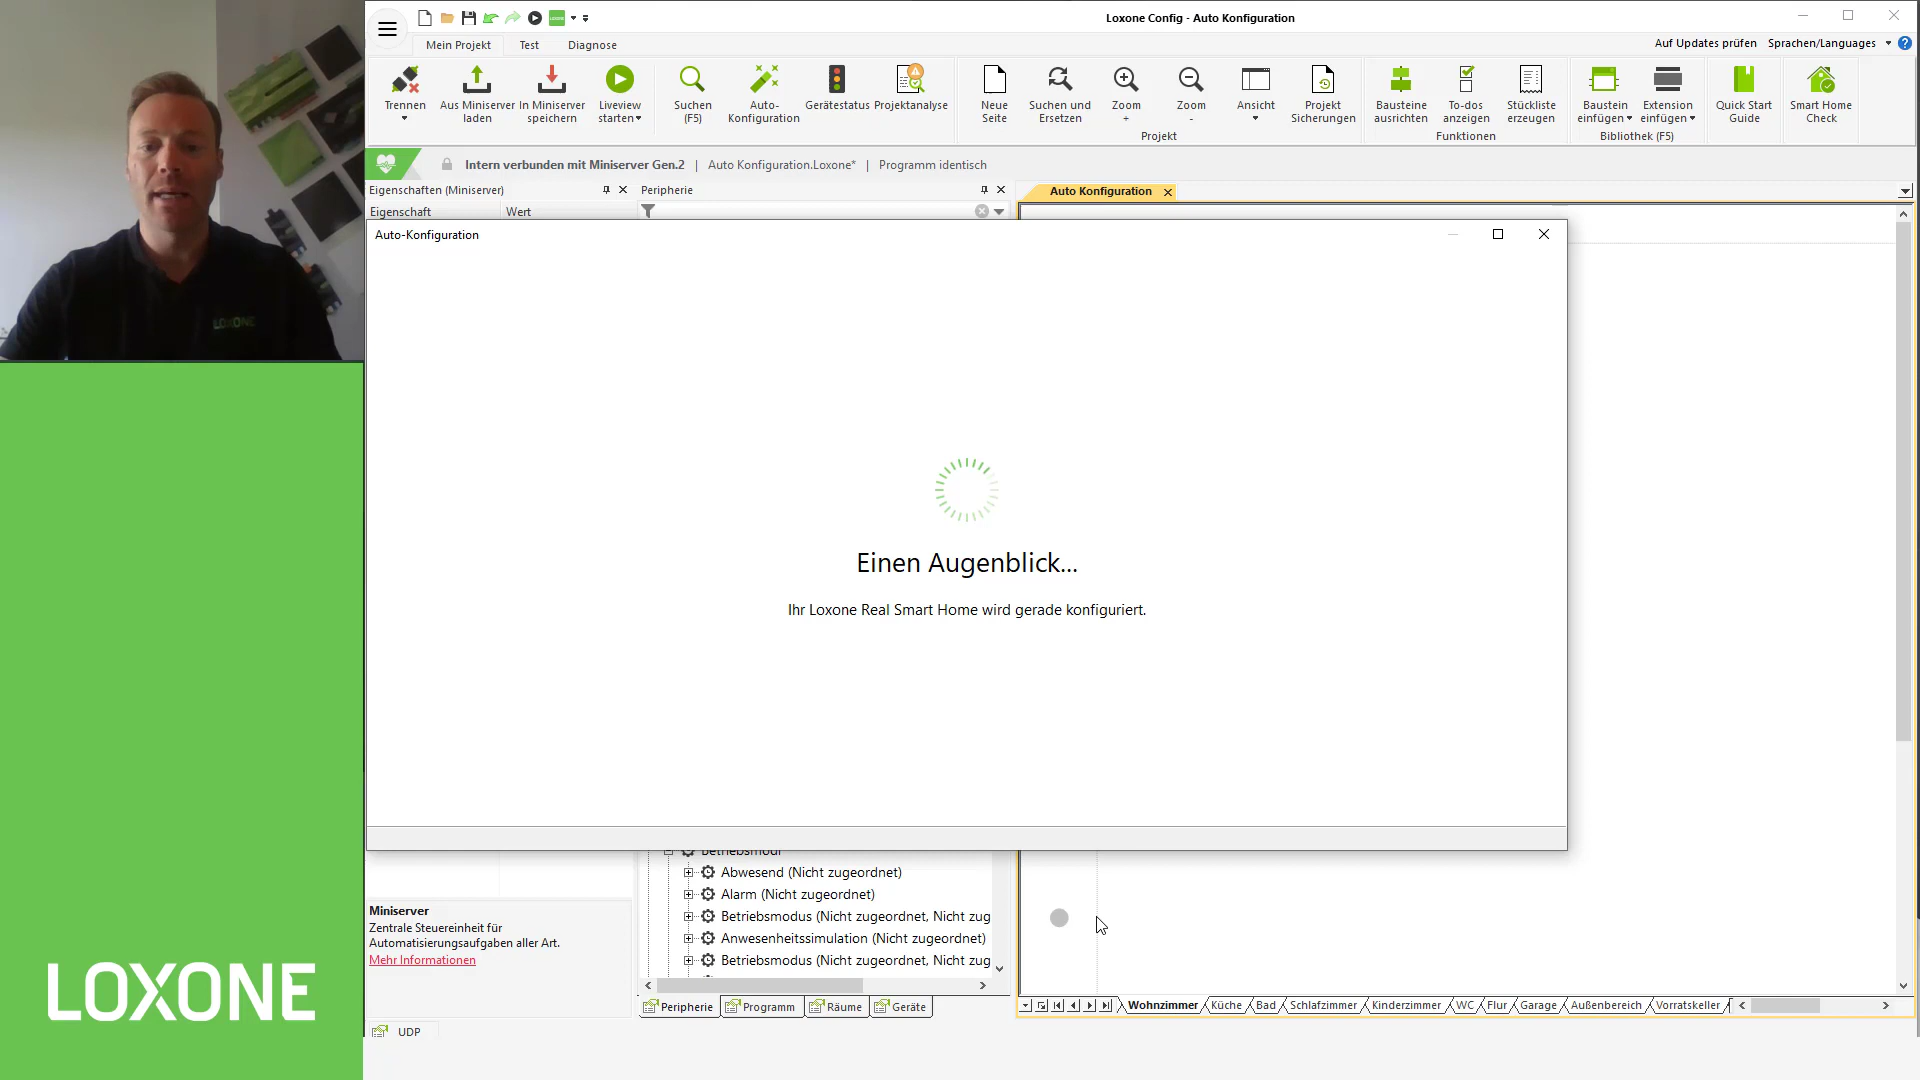 Loxone Config - Auto Konfiguration
Mein Projekt Test Diagnose
Auf Updates prüfen Sprachen/Languages
Trennen
Aus Miniserver laden
In Miniserver speichern
Liveview starten
Suchen (F5)
Auto-Konfiguration
Gerätestatus
Projektanalyse
Neue Seite
Suchen und Ersetzen
Zoom +
Zoom -
Ansicht
Projekt Sicherungen
Projekt
Bausteine ausrichten
To-dos anzeigen
Stückliste erzeugen
Funktionen
Baustein einfügen
Extension einfügen
Bibliothek (F5)
Quick Start Guide
Smart Home Check
Intern verbunden mit Miniserver Gen.2 | Auto Konfiguration.Loxone* | Programm identisch
Eigenschaften (Miniserver)
Peripherie
Auto Konfiguration
Eigenschaft Wert
LOXONE
Auto-Konfiguration
Einen Augenblick...
Ihr Loxone Real Smart Home wird gerade konfiguriert.
Betriebsmodi
Abwesend (Nicht zugeordnet)
Alarm (Nicht zugeordnet)
Betriebsmodus (Nicht zugeordnet, Nicht zug
Anwesenheitssimulation (Nicht zugeordnet)
Betriebsmodus (Nicht zugeordnet, Nicht zug
Miniserver
Zentrale Steuereinheit für
Automatisierungsaufgaben aller Art.
Mehr Informationen
Peripherie Programm Räume Geräte
Wohnzimmer Küche Bad Schlafzimmer Kinderzimmer WC Flur Garage Außenbereich Vorratskeller
UDP
LOXONE